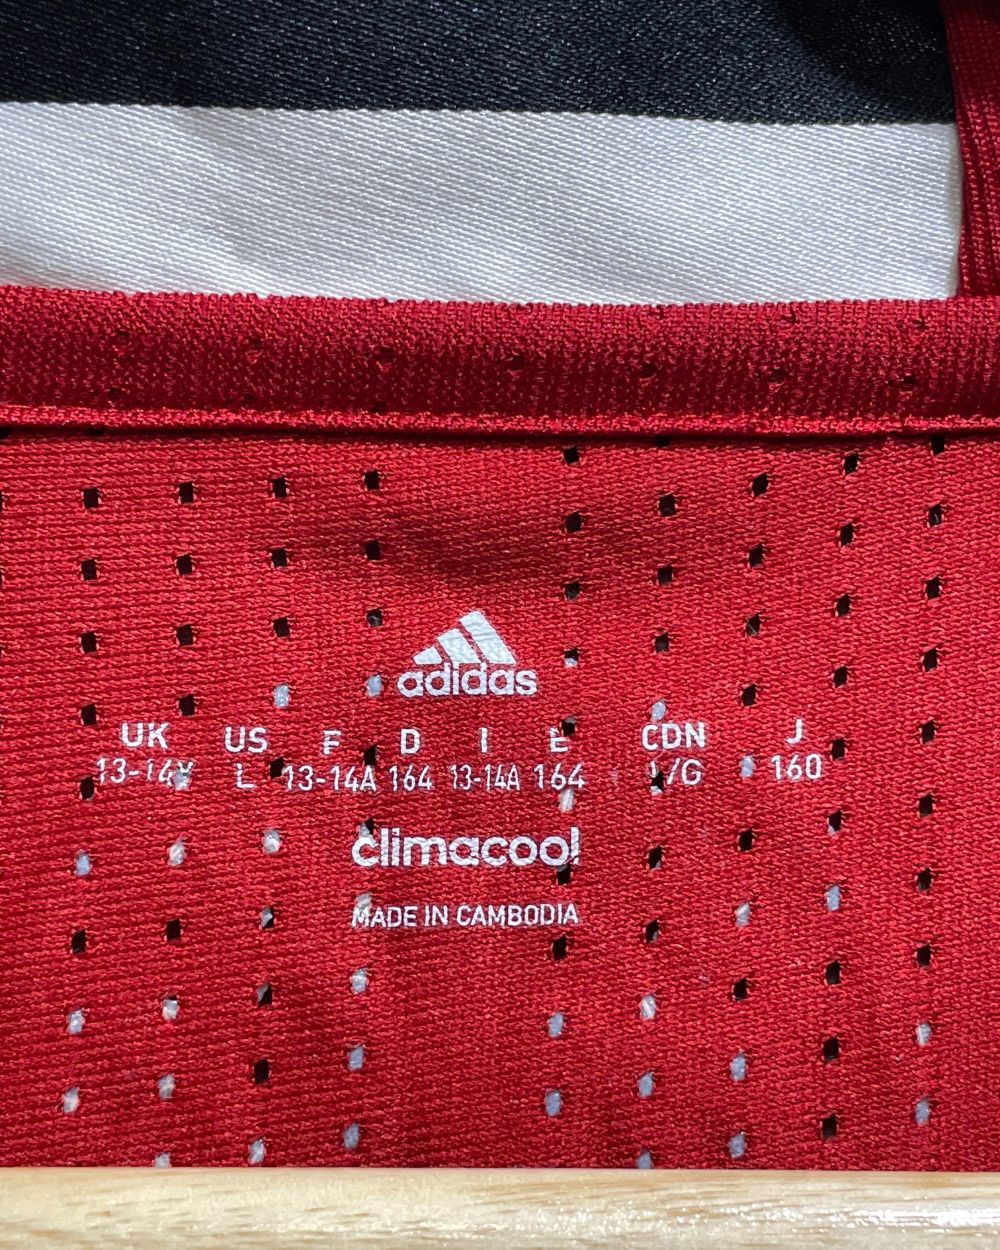 adidas
UK US F D I E CDN J
13-14Y L 13-14A 164 13-14A 164 L/G 160
climacool
MADE IN CAMBODIA